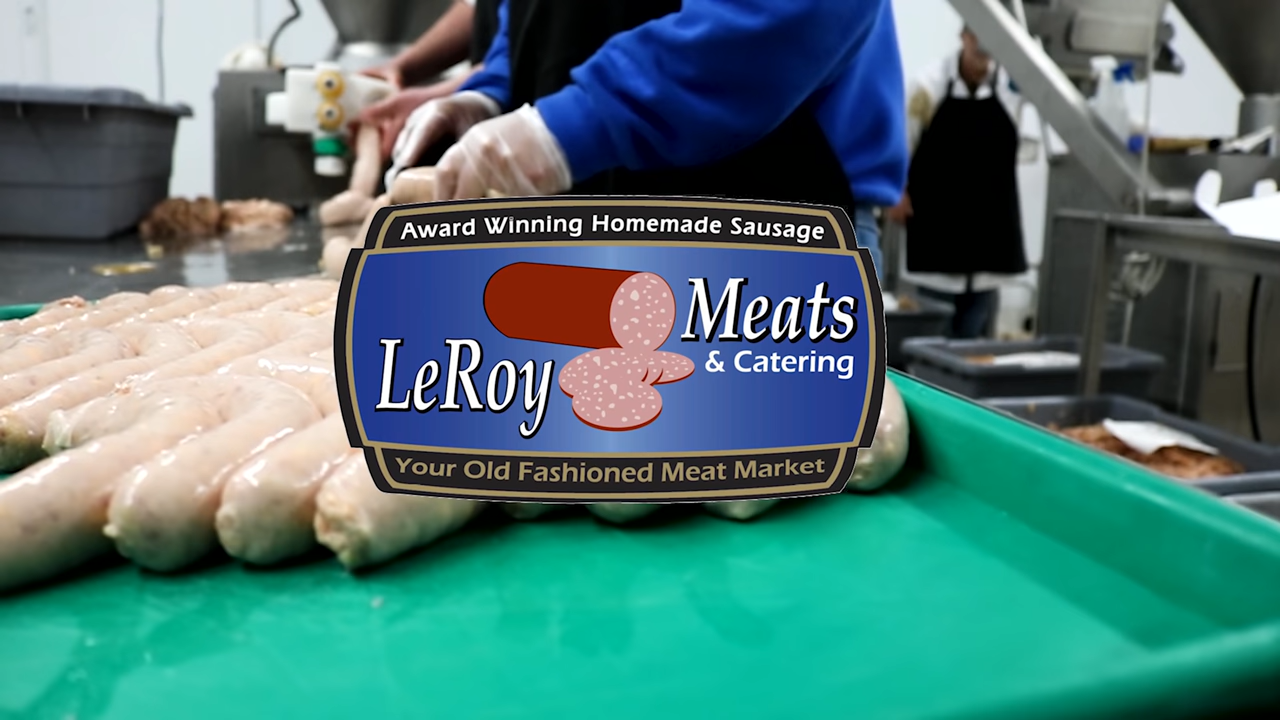 Award Winning Homemade Sausage
LeRoy Meats
& Catering
Your Old Fashioned Meat Market